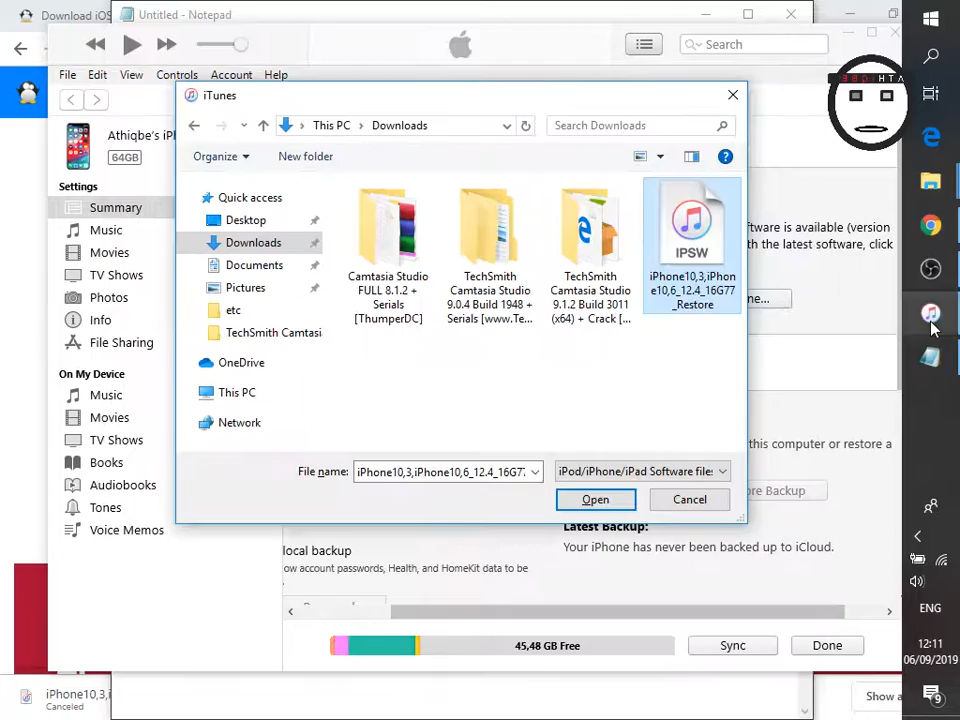 Download iOS
Untitled - Notepad
Search
File Edit View Controls Account Help
Athiqbe's iP
64GB
Settings
Summary
Music
Movies
TV Shows
Photos
Info
File Sharing
On My Device
Music
Movies
TV Shows
Books
Audiobooks
Tones
Voice Memos
iTunes
This PC
Downloads
Search Downloads
Organize
New folder
Quick access
Desktop
Downloads
Documents
Pictures
etc
TechSmith Camtasi
OneDrive
This PC
Network
Camtasia Studio
FULL 8.1.2 +
Serials
[ThumperDC]
TechSmith
Camtasia Studio
9.0.4 Build 1948 +
Serials [www.Te...
TechSmith
Camtasia Studio
9.1.2 Build 3011
(x64) + Crack [...
IPSW
iPhone10,3,iPhon
e10,6_12.4_16G77
_Restore
File name:
iPhone10,3,iPhone10,6_12.4_16G77
iPod/iPhone/iPad Software files
Open
Cancel
ftware is available (version
with the latest software, click
ne...
this computer or restore a
ore Backup
Latest Backup:
Your iPhone has never been backed up to iCloud.
local backup
ow account passwords, Health, and HomeKit data to be
45,48 GB Free
Sync
Done
iPhone10,3,i
Canceled
Show a
ENG
12:11
06/09/2019
9